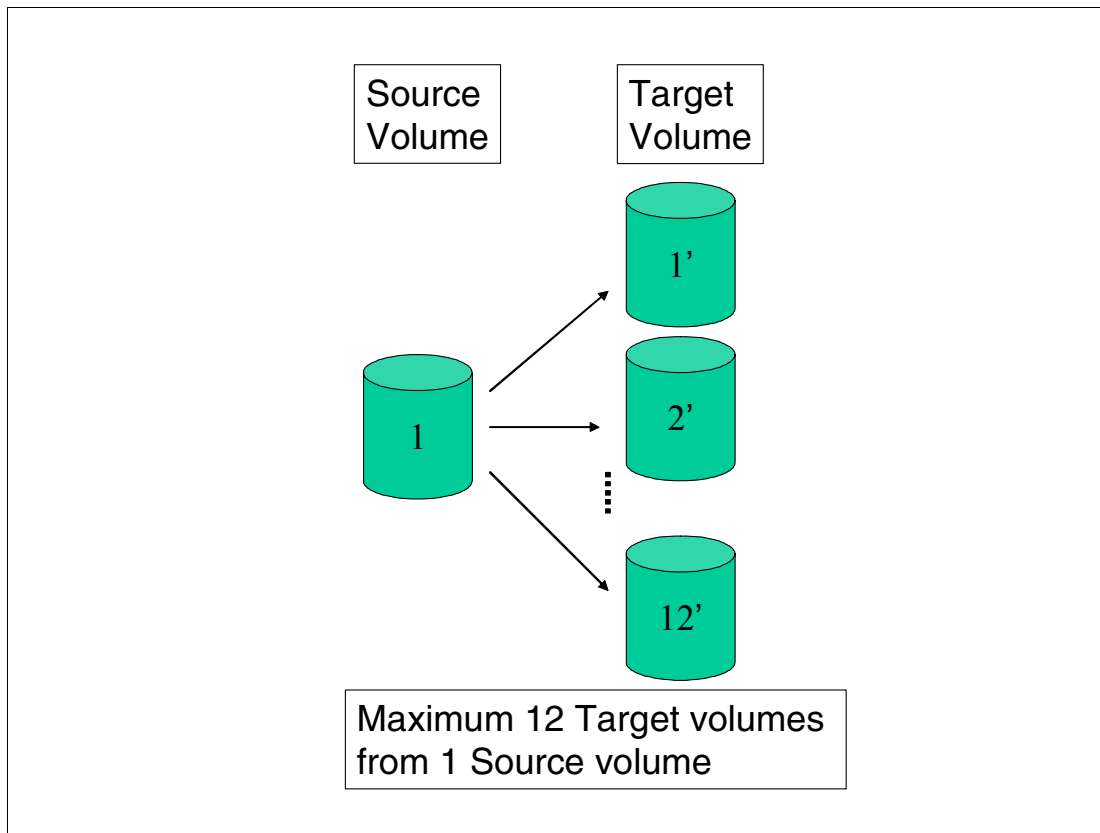 Source
Volume
Target
Volume
1’
1
2’
12’
Maximum 12 Target volumes
from 1 Source volume